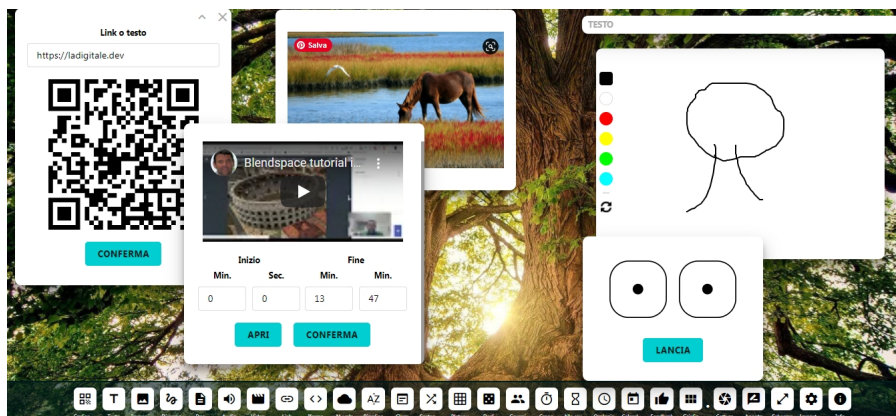 Link o testo
https://ladigitale.dev
CONFERMA
Salva
TESTO
Blendspace tutorial i...
Inizio
Fine
Min.
Sec.
Min.
Min.
0
0
13
47
APRI
CONFERMA
LANCIA